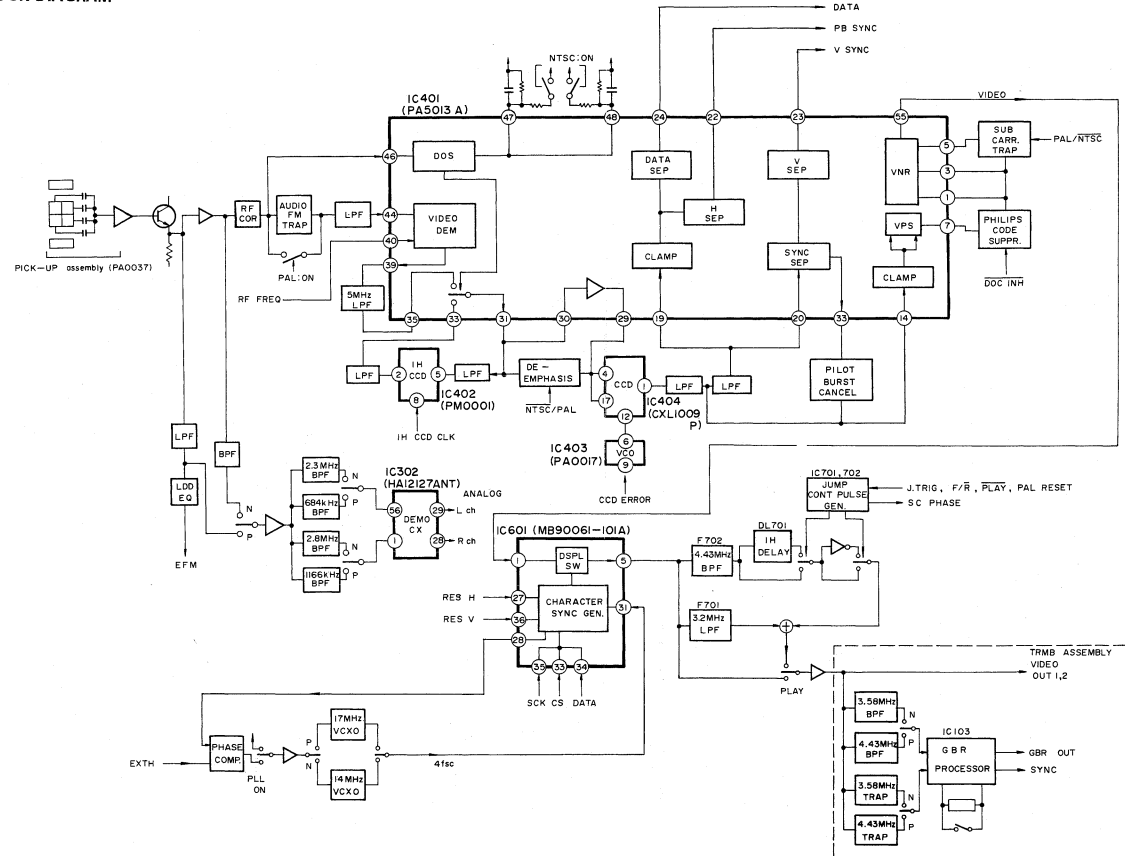 DATA
PB SYNC
V SYNC
NTSC:ON
IC401
(PA5013 A)
47
48
24
22
23
55
VIDEO
46
DOS
DATA
SEP
V
SEP
H
SEP
VNR
5
3
1
SUB
CARR.
TRAP
PAL/NTSC
RF
COR
AUDIO
FM
TRAP
LPF
44
VIDEO
DEM
40
39
VPS
7
PHILIPS
CODE
SUPPR.
PICK-UP assembly (PA0037)
PAL:ON
CLAMP
SYNC
SEP
CLAMP
DOC INH
RF FREQ
5MHz
LPF
35
33
31
30
29
19
20
33
14
LPF
2
1H
CCD
5
8
LPF
IC402
(PM0001)
DE-
EMPHASIS
NTSC/PAL
4
17
CCD
1
12
LPF
LPF
IC404
(CXL1009
P)
PILOT
BURST
CANCEL
1H CCD CLK
IC403
(PA0017)
6
VCO
9
CCD ERROR
LPF
BPF
LDD
EQ
N
P
EFM
2.3MHz
BPF
N
684kHz
BPF
P
2.8MHz
BPF
N
1166kHz
BPF
P
IC302
(HA12127ANT)
56
DEMO
CX
1
29
28
ANALOG
L ch
R ch
IC701,702
JUMP
CONT PULSE
GEN.
J.TRIG, F/R, PLAY, PAL RESET
SC PHASE
IC601 (MB90061-101A)
1
DSPL
SW
5
27
CHARACTER
SYNC GEN.
31
36
28
35
33
34
RES H
RES V
SCK CS DATA
F702
4.43MHz
BPF
DL701
1H
DELAY
F701
3.2MHz
LPF
+
PLAY
TRMB ASSEMBLY
VIDEO
OUT 1,2
3.58MHz
BPF
N
4.43MHz
BPF
P
IC103
GBR
PROCESSOR
GBR OUT
SYNC
3.58MHz
TRAP
N
4.43MHz
TRAP
P
EXTH
PHASE
COMP.
PLL
ON
P
N
17MHz
VCXO
14MHz
VCXO
4fsc